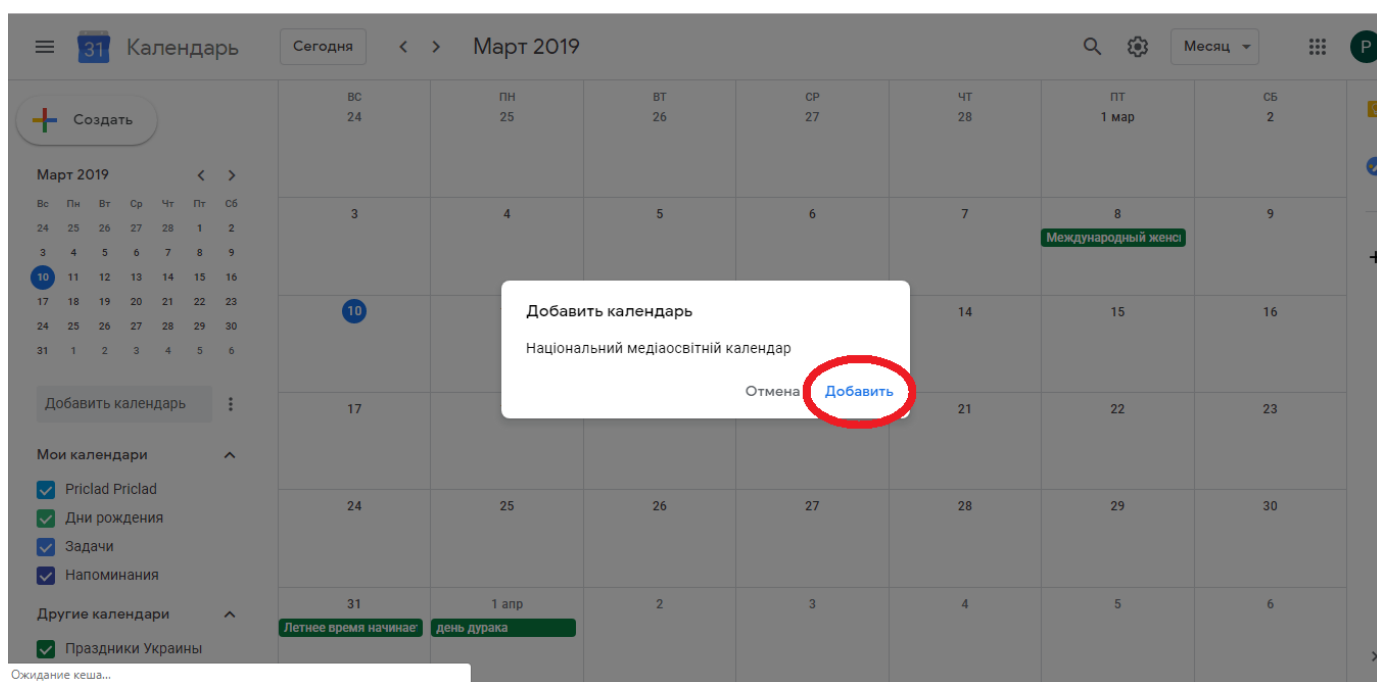 31 Календарь Сегодня < > Март 2019 Месяц P
Создать
ВС ПН ВТ СР ЧТ ПТ СБ
24 25 26 27 28 1 мар 2
Март 2019 < >
Вс Пн Вт Ср Чт Пт Сб
24 25 26 27 28 1 2
3 4 5 6 7 8 9
10 11 12 13 14 15 16
17 18 19 20 21 22 23
24 25 26 27 28 29 30
31 1 2 3 4 5 6
Добавить календарь
Мои календари
Priclad Priclad
Дни рождения
Задачи
Напоминания
Другие календари
Праздники Украины
3 4 5 6 7 8 9
Международный женс
10 14 15 16
Добавить календарь
Національний медіаосвітній календар
Отмена Добавить
17 21 22 23
24 25 26 27 28 29 30
31 1 апр 2 3 4 5 6
Летнее время начинает день дурака
Ожидание кеша...